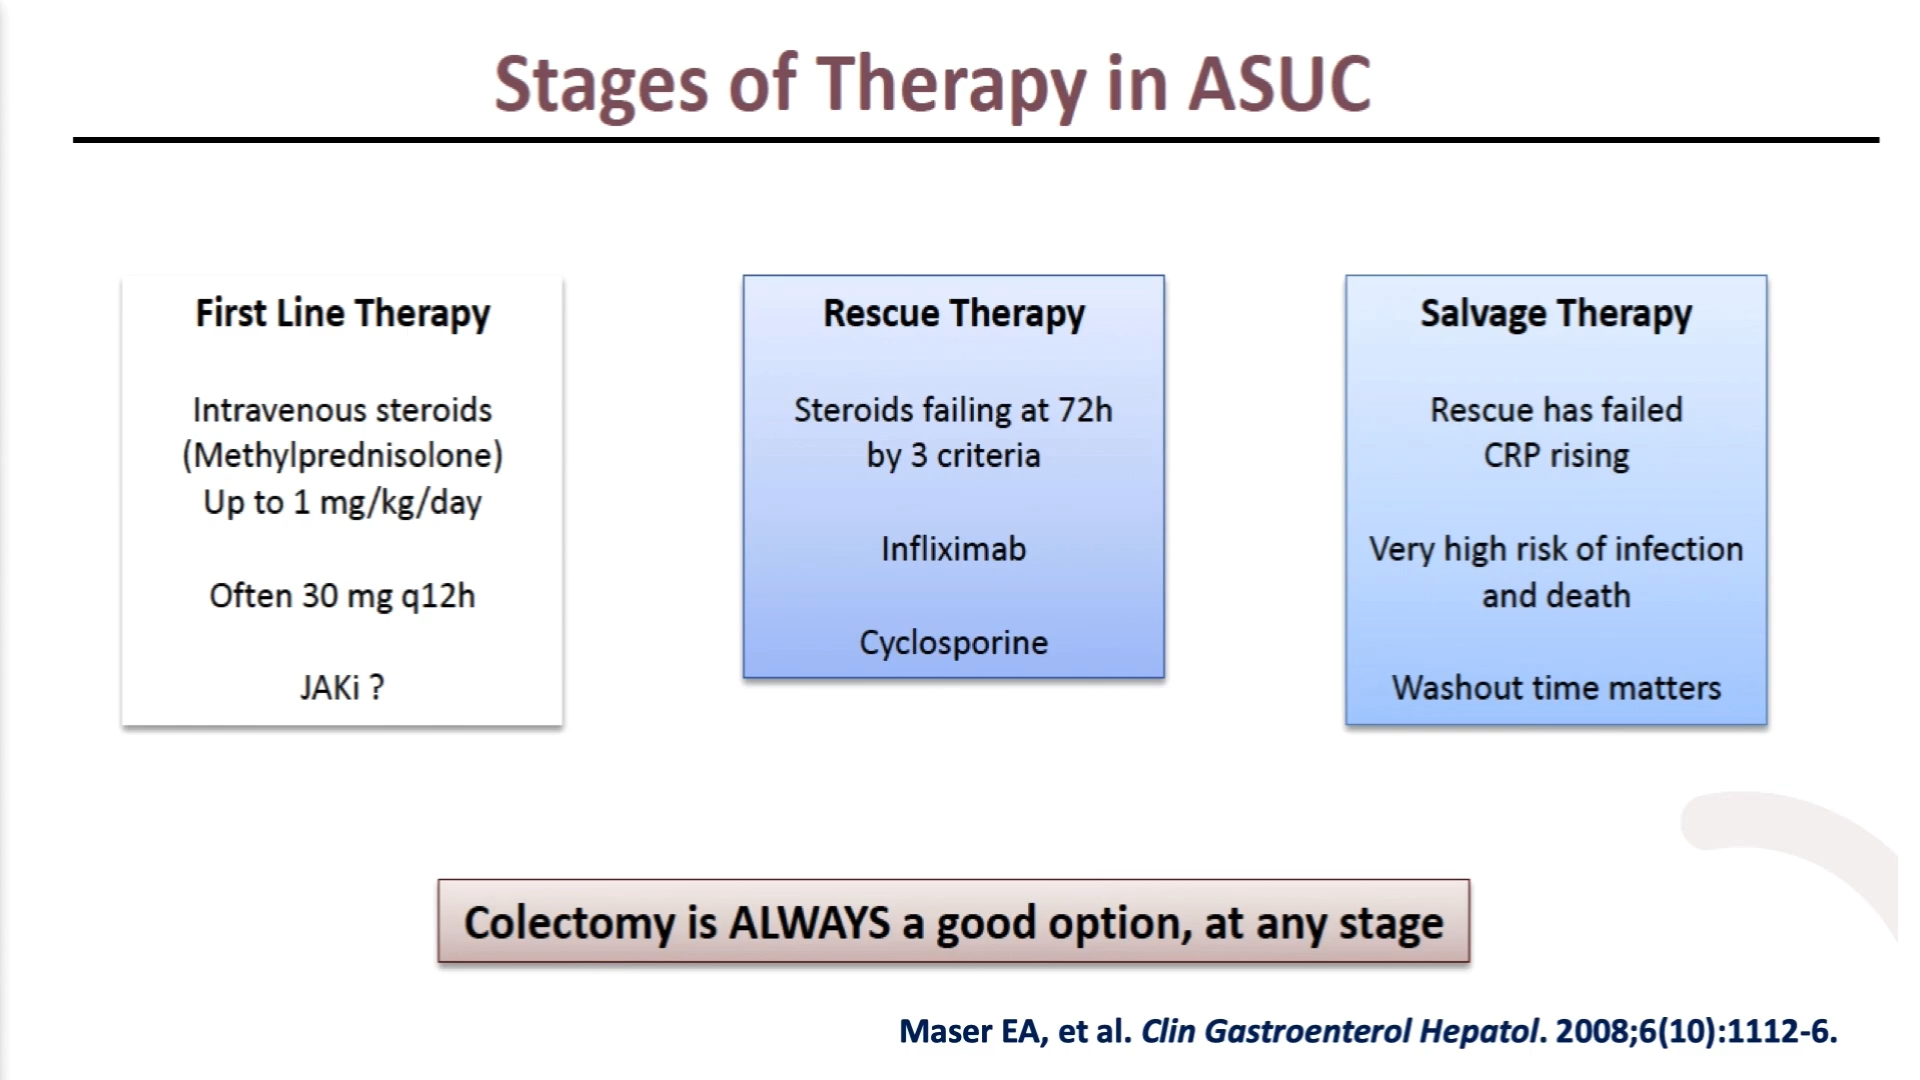 Stages of Therapy in ASUC
First Line Therapy
Intravenous steroids
(Methylprednisolone)
Up to 1 mg/kg/day
Often 30 mg q12h
JAKi ?
Rescue Therapy
Steroids failing at 72h
by 3 criteria
Infliximab
Cyclosporine
Salvage Therapy
Rescue has failed
CRP rising
Very high risk of infection
and death
Washout time matters
Colectomy is ALWAYS a good option, at any stage
Maser EA, et al. Clin Gastroenterol Hepatol. 2008;6(10):1112-6.